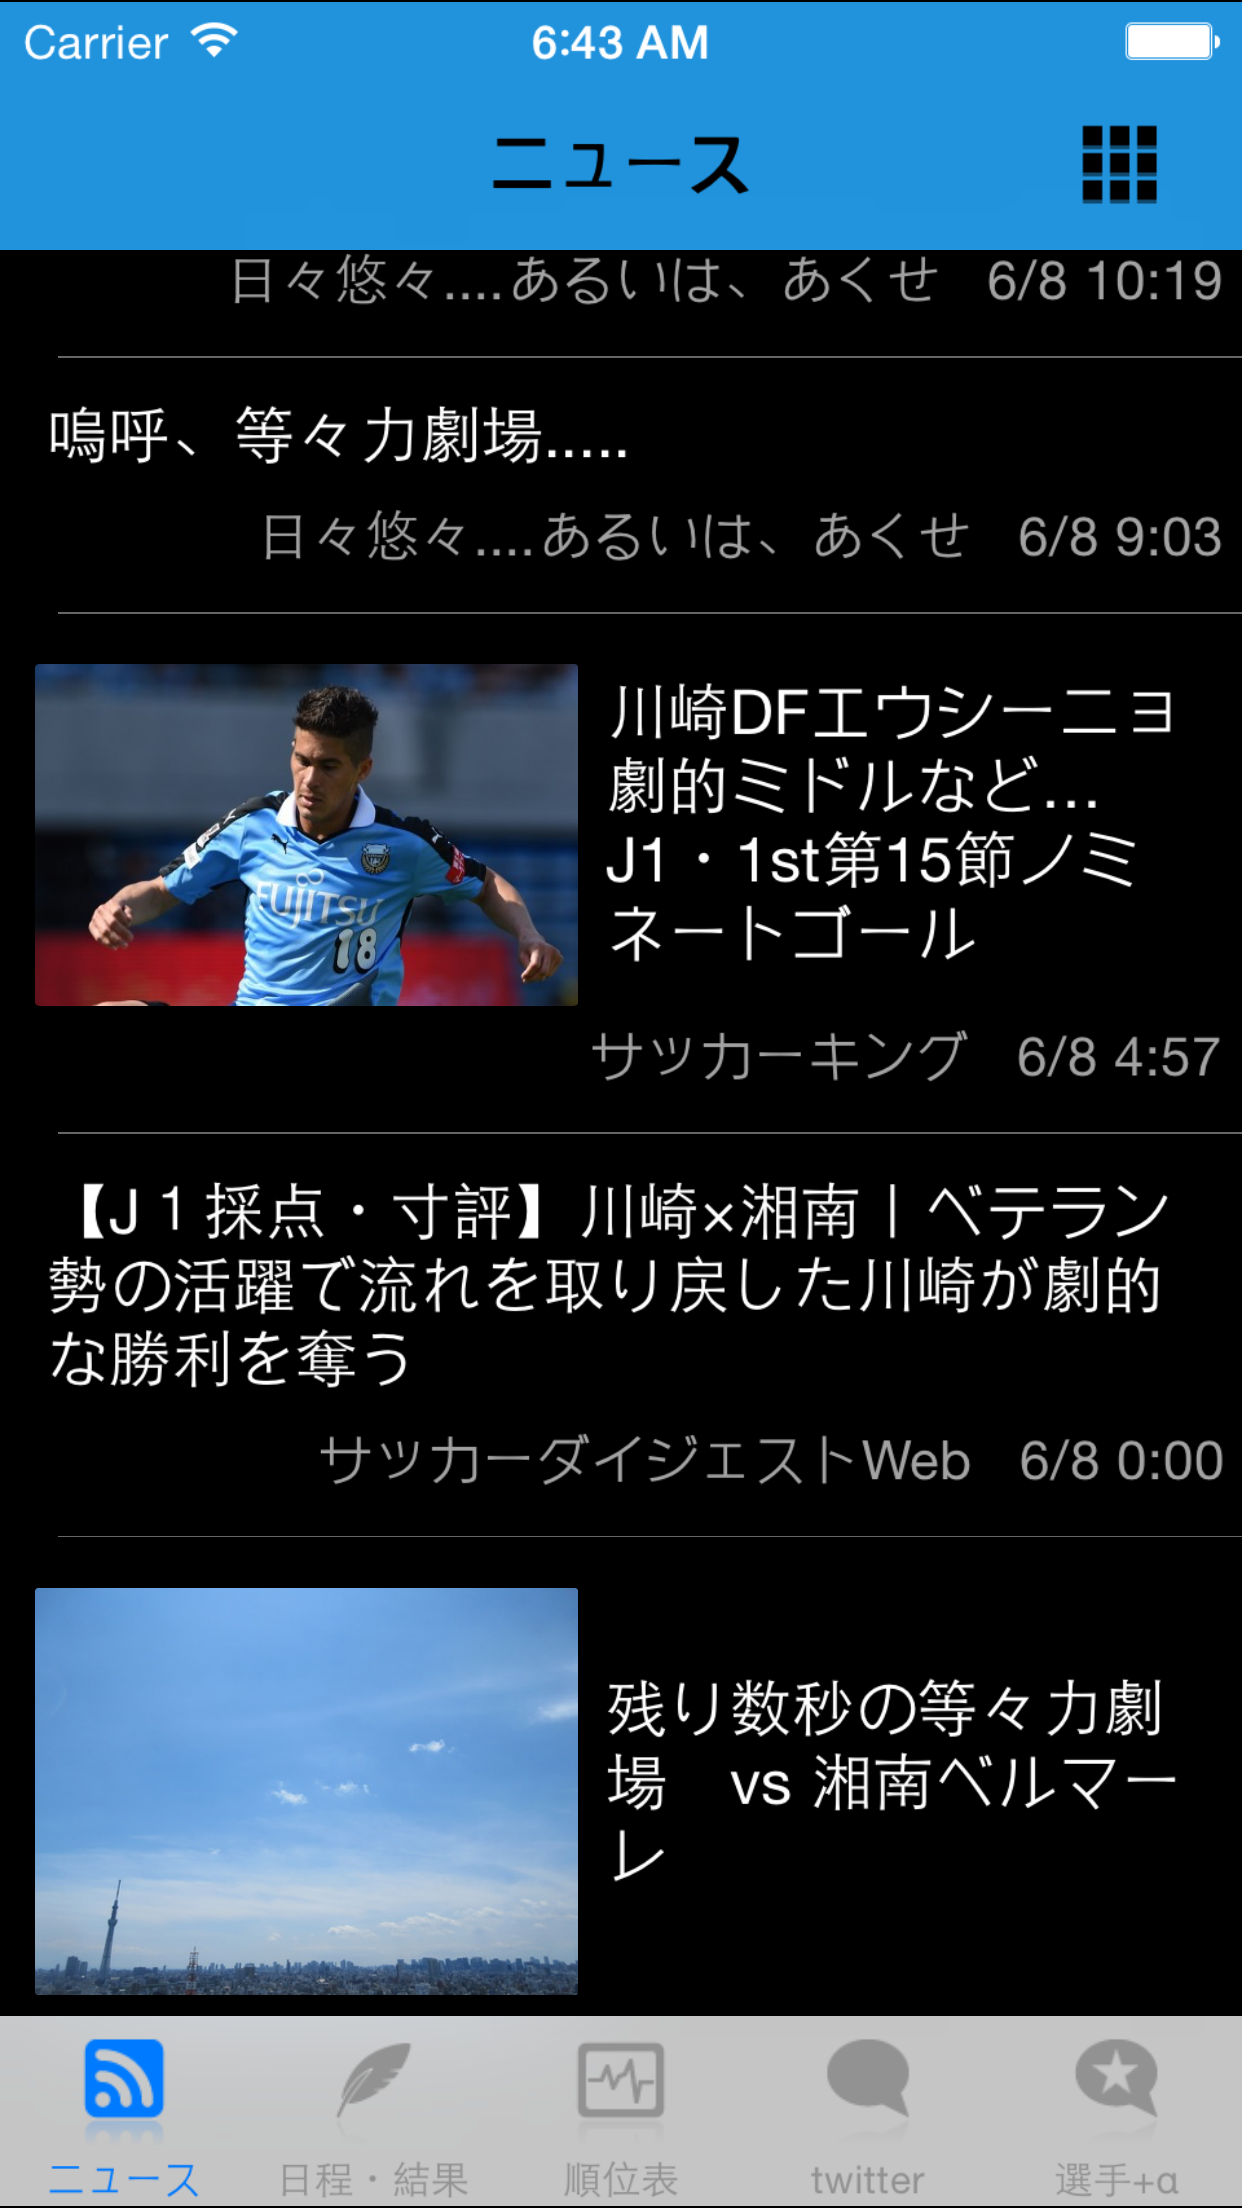 Carrier
6:43 AM
ニュース
日々悠々....あるいは、あくせ 6/8 10:19
嗚呼、等々力劇場.....
日々悠々....あるいは、あくせ 6/8 9:03
FUJITSU
18
川崎DFエウシーニョ
劇的ミドルなど…
J1・1st第15節ノミ
ネートゴール
サッカーキング 6/8 4:57
【J１採点・寸評】川崎×湘南｜ベテラン
勢の活躍で流れを取り戻した川崎が劇的
な勝利を奪う
サッカーダイジェストWeb 6/8 0:00
残り数秒の等々力劇
場　vs 湘南ベルマー
レ
ニュース
日程・結果
順位表
twitter
選手+α